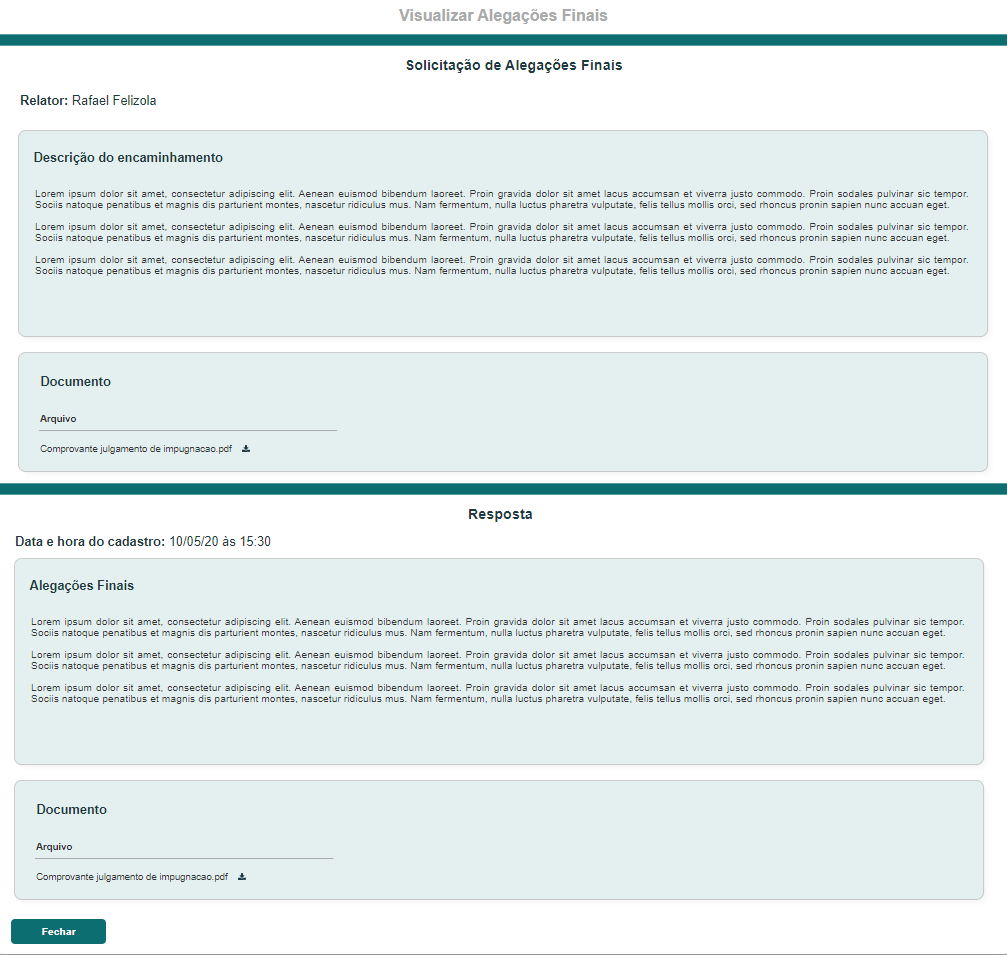 Visualizar Alegações Finais
Solicitação de Alegações Finais
Relator: Rafael Felizola
Descrição do encaminhamento
Lorem ipsum dolor sit amet, consectetur adipiscing elit. Aenean euismod bibendum laoreet. Proin gravida dolor sit amet lacus accumsan et viverra justo commodo. Proin sodales pulvinar sic tempor.
Sociis natoque penatibus et magnis dis parturient montes, nascetur ridiculus mus. Nam fermentum, nulla luctus pharetra vulputate, felis tellus mollis orci, sed rhoncus pronin sapien nunc accuan eget.
Lorem ipsum dolor sit amet, consectetur adipiscing elit. Aenean euismod bibendum laoreet. Proin gravida dolor sit amet lacus accumsan et viverra justo commodo. Proin sodales pulvinar sic tempor.
Sociis natoque penatibus et magnis dis parturient montes, nascetur ridiculus mus. Nam fermentum, nulla luctus pharetra vulputate, felis tellus mollis orci, sed rhoncus pronin sapien nunc accuan eget.
Lorem ipsum dolor sit amet, consectetur adipiscing elit. Aenean euismod bibendum laoreet. Proin gravida dolor sit amet lacus accumsan et viverra justo commodo. Proin sodales pulvinar sic tempor.
Sociis natoque penatibus et magnis dis parturient montes, nascetur ridiculus mus. Nam fermentum, nulla luctus pharetra vulputate, felis tellus mollis orci, sed rhoncus pronin sapien nunc accuan eget.
Documento
Arquivo
Comprovante julgamento de impugnacao.pdf
Resposta
Data e hora do cadastro: 10/05/20 às 15:30
Alegações Finais
Lorem ipsum dolor sit amet, consectetur adipiscing elit. Aenean euismod bibendum laoreet. Proin gravida dolor sit amet lacus accumsan et viverra justo commodo. Proin sodales pulvinar sic tempor.
Sociis natoque penatibus et magnis dis parturient montes, nascetur ridiculus mus. Nam fermentum, nulla luctus pharetra vulputate, felis tellus mollis orci, sed rhoncus pronin sapien nunc accuan eget.
Lorem ipsum dolor sit amet, consectetur adipiscing elit. Aenean euismod bibendum laoreet. Proin gravida dolor sit amet lacus accumsan et viverra justo commodo. Proin sodales pulvinar sic tempor.
Sociis natoque penatibus et magnis dis parturient montes, nascetur ridiculus mus. Nam fermentum, nulla luctus pharetra vulputate, felis tellus mollis orci, sed rhoncus pronin sapien nunc accuan eget.
Lorem ipsum dolor sit amet, consectetur adipiscing elit. Aenean euismod bibendum laoreet. Proin gravida dolor sit amet lacus accumsan et viverra justo commodo. Proin sodales pulvinar sic tempor.
Sociis natoque penatibus et magnis dis parturient montes, nascetur ridiculus mus. Nam fermentum, nulla luctus pharetra vulputate, felis tellus mollis orci, sed rhoncus pronin sapien nunc accuan eget.
Documento
Arquivo
Comprovante julgamento de impugnacao.pdf
Fechar